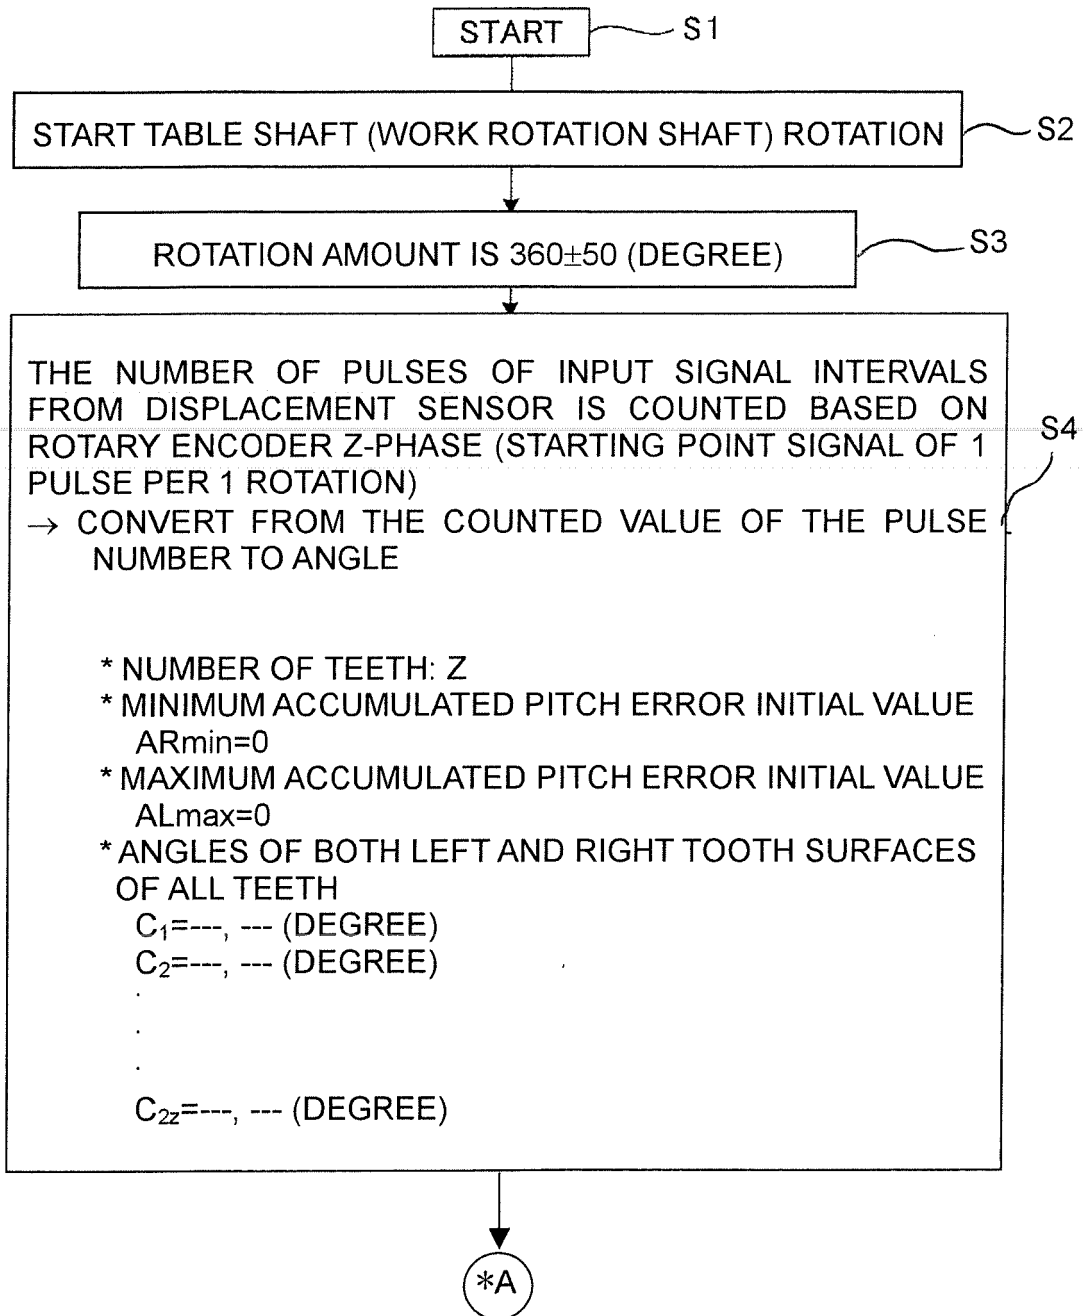 START
S1
START TABLE SHAFT (WORK ROTATION SHAFT) ROTATION
S2
ROTATION AMOUNT IS 360±50 (DEGREE)
S3
THE NUMBER OF PULSES OF INPUT SIGNAL INTERVALS
FROM DISPLACEMENT SENSOR IS COUNTED BASED ON
ROTARY ENCODER Z-PHASE (STARTING POINT SIGNAL OF 1
PULSE PER 1 ROTATION)
S4
→ CONVERT FROM THE COUNTED VALUE OF THE PULSE
NUMBER TO ANGLE
* NUMBER OF TEETH: Z
* MINIMUM ACCUMULATED PITCH ERROR INITIAL VALUE
ARmin=0
* MAXIMUM ACCUMULATED PITCH ERROR INITIAL VALUE
ALmax=0
* ANGLES OF BOTH LEFT AND RIGHT TOOTH SURFACES
OF ALL TEETH
C₁=---, --- (DEGREE)
C₂=---, --- (DEGREE)
.
.
.
C₂z=---, --- (DEGREE)
*A